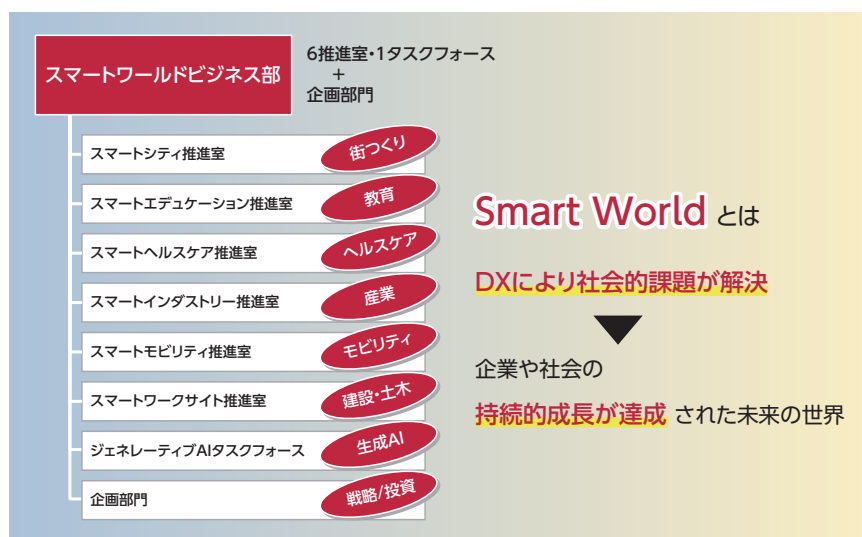 スマートワールドビジネス部
6推進室・1タスクフォース
+
企画部門
スマートシティ推進室 街つくり
スマートエデュケーション推進室 教育
スマートヘルスケア推進室 ヘルスケア
スマートインダストリー推進室 産業
スマートモビリティ推進室 モビリティ
スマートワークサイト推進室 建設・土木
ジェネレーティブAIタスクフォース 生成AI
企画部門 戦略/投資
Smart World とは
DXにより社会的課題が解決
企業や社会の
持続的成長が達成 された未来の世界